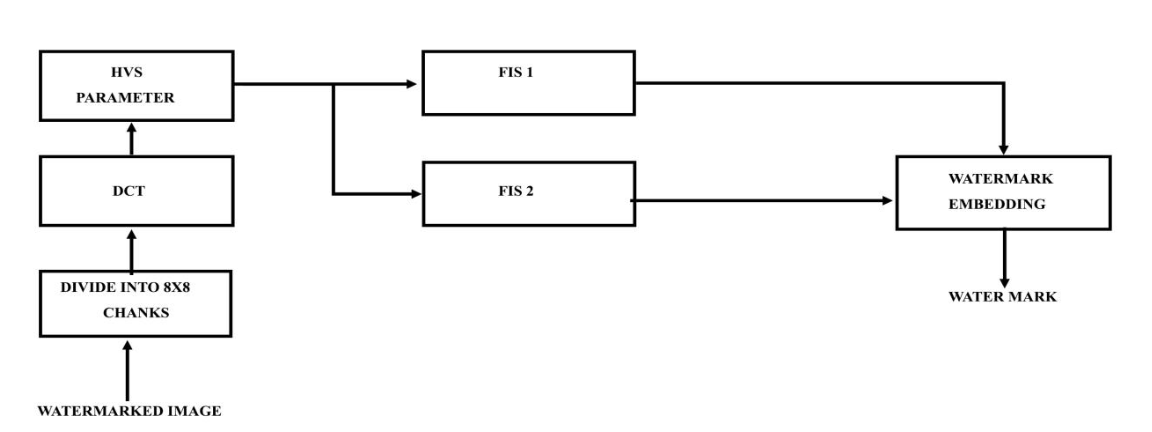 HVS
PARAMETER
FIS 1
DCT
FIS 2
WATERMARK
EMBEDDING
DIVIDE INTO 8X8
CHANKS
WATER MARK
WATERMARKED IMAGE